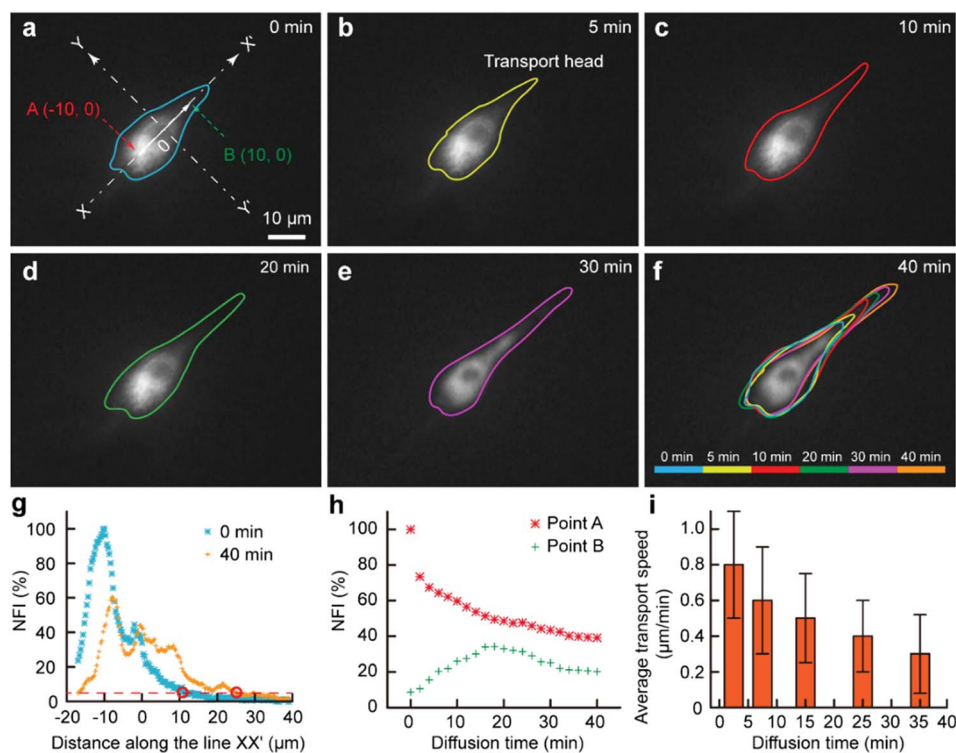 a
0 min
Y
X'
A (-10, 0)
0
B (10, 0)
X
Y'
10 µm
b
5 min
Transport head
c
10 min
d
20 min
e
30 min
f
40 min
0 min 5 min 10 min 20 min 30 min 40 min
g
NFI (%)
100
80
60
40
20
0
0 min
40 min
-20 -10 0 10 20 30 40
Distance along the line XX' (µm)
h
NFI (%)
100
80
60
40
20
0
Point A
Point B
0 10 20 30 40
Diffusion time (min)
i
Average transport speed
(µm/min)
1.0
0.8
0.6
0.4
0.2
0
0 5 10 15 20 25 30 35 40
Diffusion time (min)